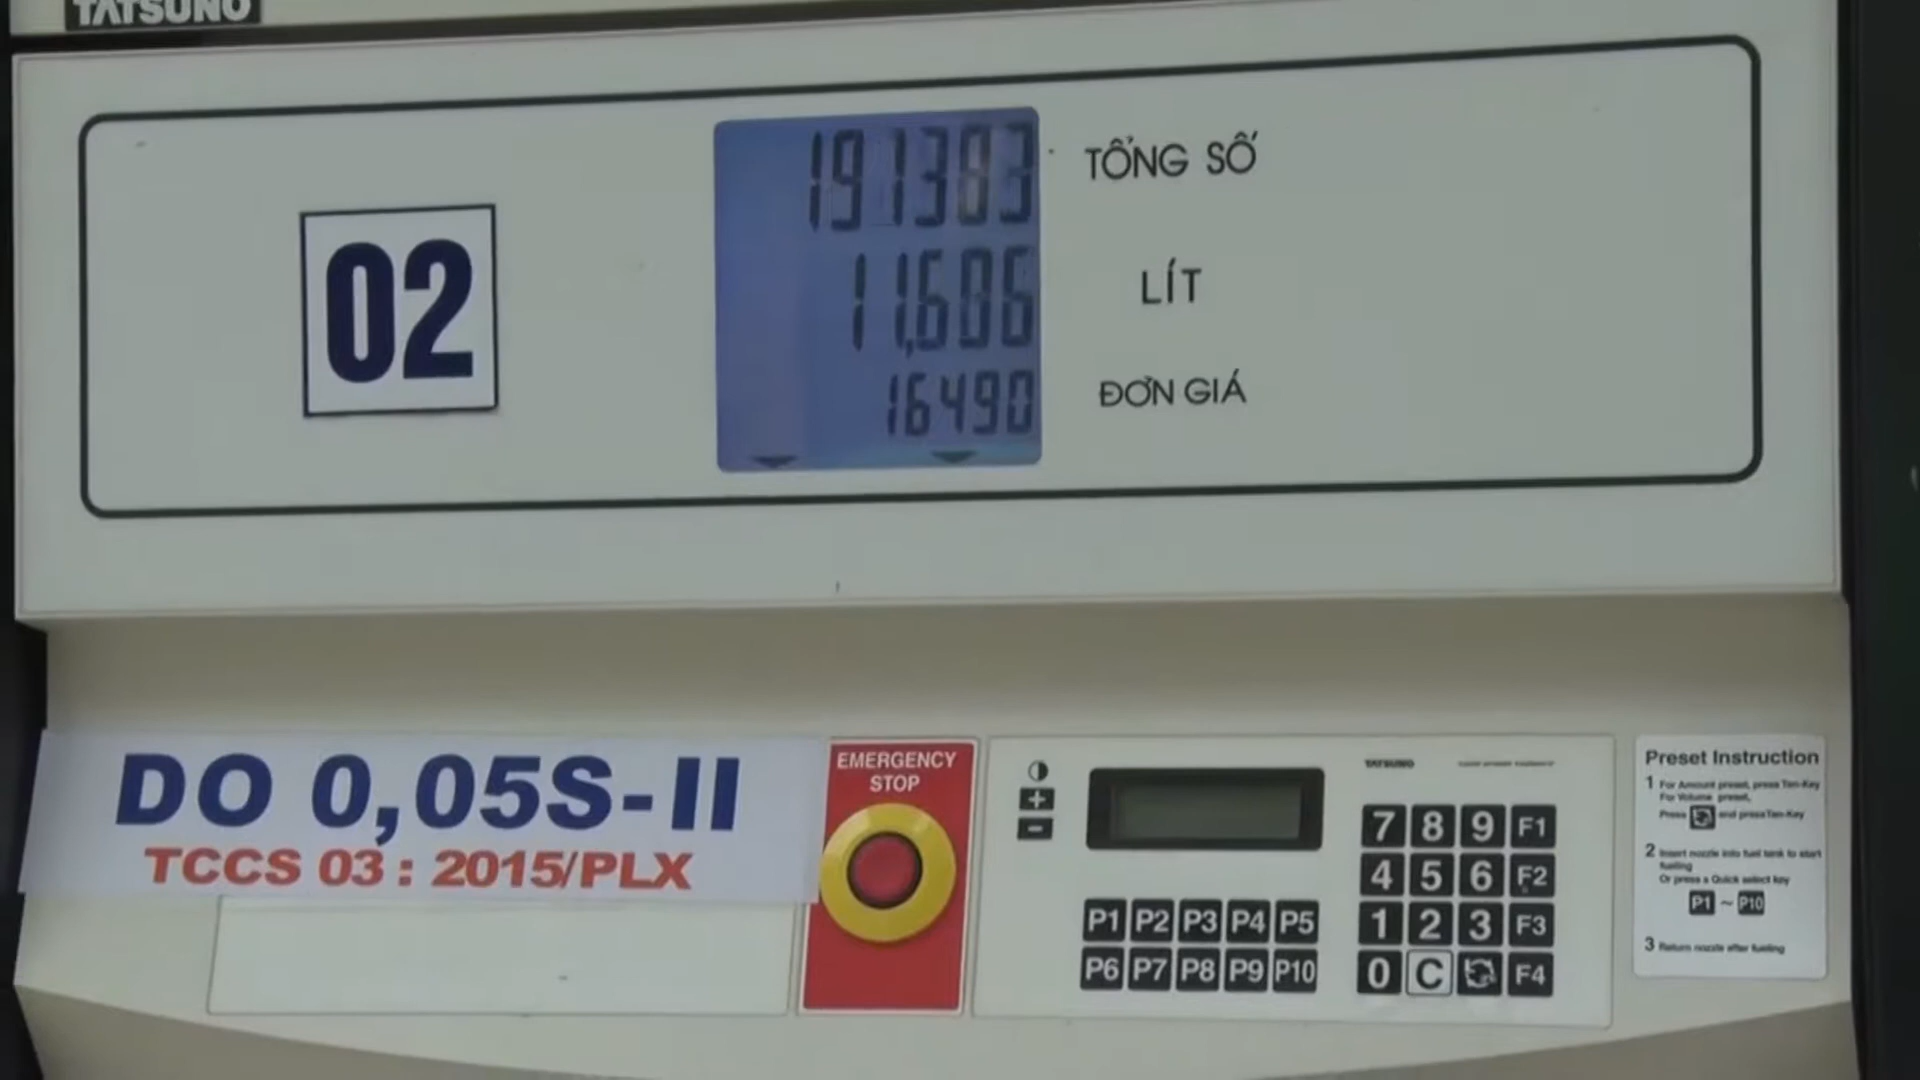 TATSUNO
02
191383 TỔNG SỐ
11,606 LÍT
16490 ĐƠN GIÁ
DO 0,05S-II
TCCS 03 : 2015/PLX
EMERGENCY
STOP
+
-
TATSUNO
7 8 9 F1
4 5 6 F2
1 2 3 F3
0 C F4
P1 P2 P3 P4 P5
P6 P7 P8 P9 P10
Preset Instruction
1 For Amount preset, press Ten-Key
For Volume preset,
Press and press Ten-Key
2 Insert nozzle into fuel tank to start
fueling
Or press a Quick select key
P1 ~ P10
3 Return nozzle after fueling